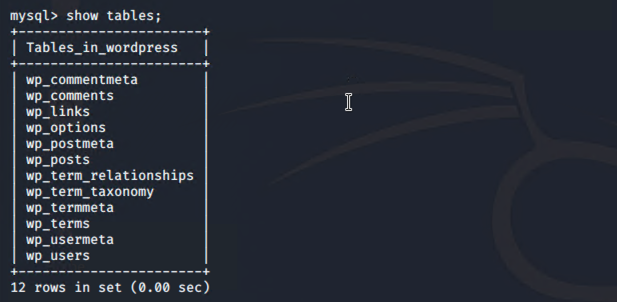 mysql> show tables;
+------------------------+
| Tables_in_wordpress    |
+------------------------+
| wp_commentmeta         |
| wp_comments            |
| wp_links               |
| wp_options             |
| wp_postmeta            |
| wp_posts               |
| wp_term_relationships  |
| wp_term_taxonomy       |
| wp_termmeta            |
| wp_terms               |
| wp_usermeta            |
| wp_users               |
+------------------------+
12 rows in set (0.00 sec)